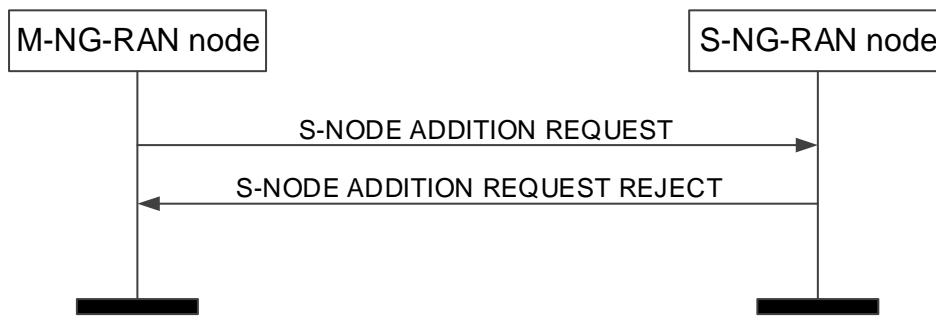 M-NG-RAN node
S-NG-RAN node
S-NODE ADDITION REQUEST
S-NODE ADDITION REQUEST REJECT